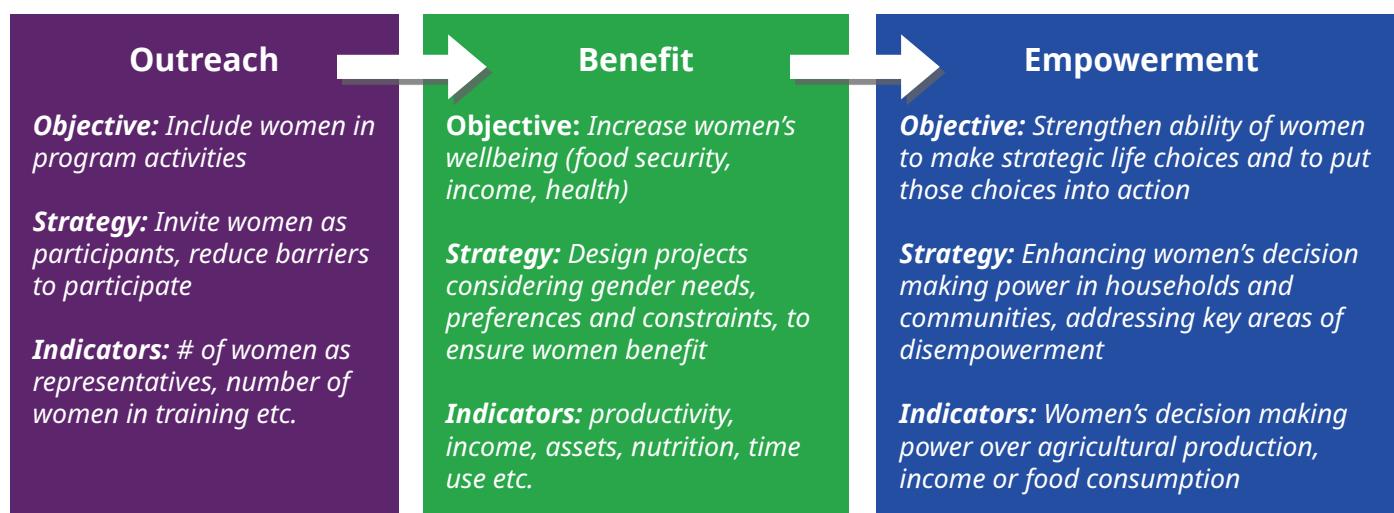 Outreach
Objective: Include women in
program activities
Strategy: Invite women as
participants, reduce barriers
to participate
Indicators: # of women as
representatives, number of
women in training etc.
Benefit
Objective: Increase women’s
wellbeing (food security,
income, health)
Strategy: Design projects
considering gender needs,
preferences and constraints, to
ensure women benefit
Indicators: productivity,
income, assets, nutrition, time
use etc.
Empowerment
Objective: Strengthen ability of women
to make strategic life choices and to put
those choices into action
Strategy: Enhancing women’s decision
making power in households and
communities, addressing key areas of
disempowerment
Indicators: Women’s decision making
power over agricultural production,
income or food consumption